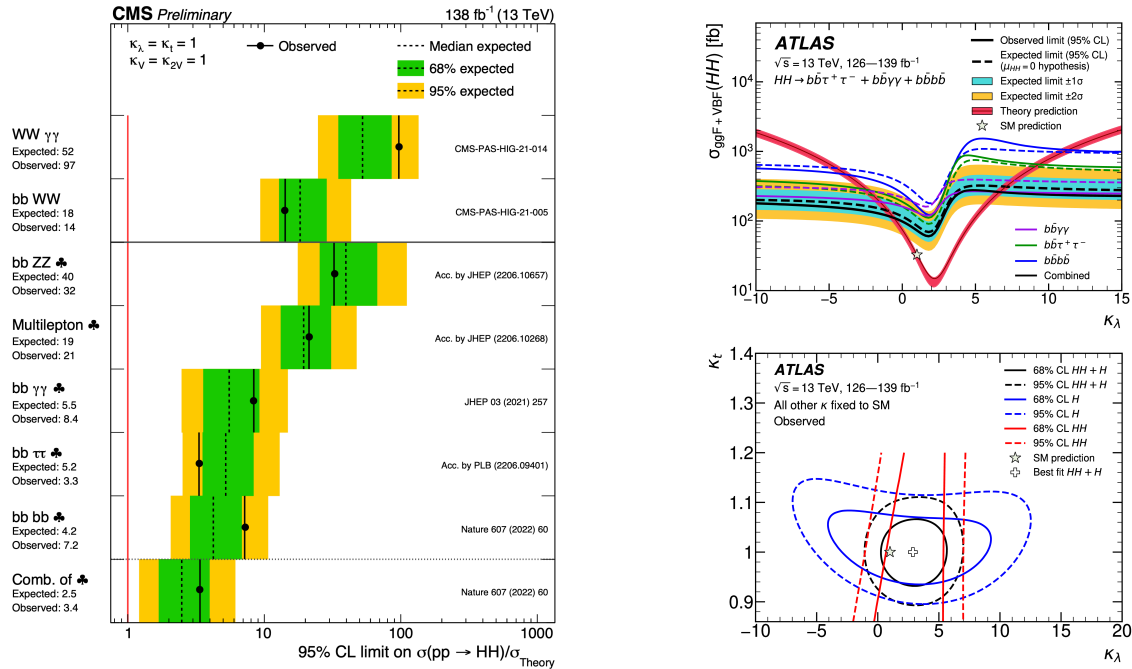 CMS Preliminary
138 fb⁻¹ (13 TeV)
κλ = κt = 1
κV = κ2V = 1
Observed
Median expected
68% expected
95% expected
WW γγ
Expected: 52
Observed: 97
CMS-PAS-HIG-21-014
bb WW
Expected: 18
Observed: 14
CMS-PAS-HIG-21-005
bb ZZ ♣
Expected: 40
Observed: 32
Acc. by JHEP (2206.10657)
Multilepton ♣
Expected: 19
Observed: 21
Acc. by JHEP (2206.10268)
bb γγ ♣
Expected: 5.5
Observed: 8.4
JHEP 03 (2021) 257
bb ττ ♣
Expected: 5.2
Observed: 3.3
Acc. by PLB (2206.09401)
bb bb ♣
Expected: 4.2
Observed: 7.2
Nature 607 (2022) 60
Comb. of ♣
Expected: 2.5
Observed: 3.4
Nature 607 (2022) 60
1 10 100 1000
95% CL limit on σ(pp → HH)/σTheory
σggF + VBF(HH) [fb]
10⁴
10³
10²
10¹
ATLAS
√s = 13 TeV, 126—139 fb⁻¹
HH → bb̄τ⁺τ⁻ + bb̄γγ + bb̄bb̄
Observed limit (95% CL)
Expected limit (95% CL)
(μHH = 0 hypothesis)
Expected limit ±1σ
Expected limit ±2σ
Theory prediction
SM prediction
bb̄γγ
bb̄τ⁺τ⁻
bb̄bb̄
Combined
−10 −5 0 5 10 15
κλ
κt
1.4
1.3
1.2
1.1
1
0.9
ATLAS
√s = 13 TeV, 126—139 fb⁻¹
All other κ fixed to SM
Observed
68% CL HH + H
95% CL HH + H
68% CL H
95% CL H
68% CL HH
95% CL HH
SM prediction
Best fit HH + H
−10 −5 0 5 10 15 20
κλ